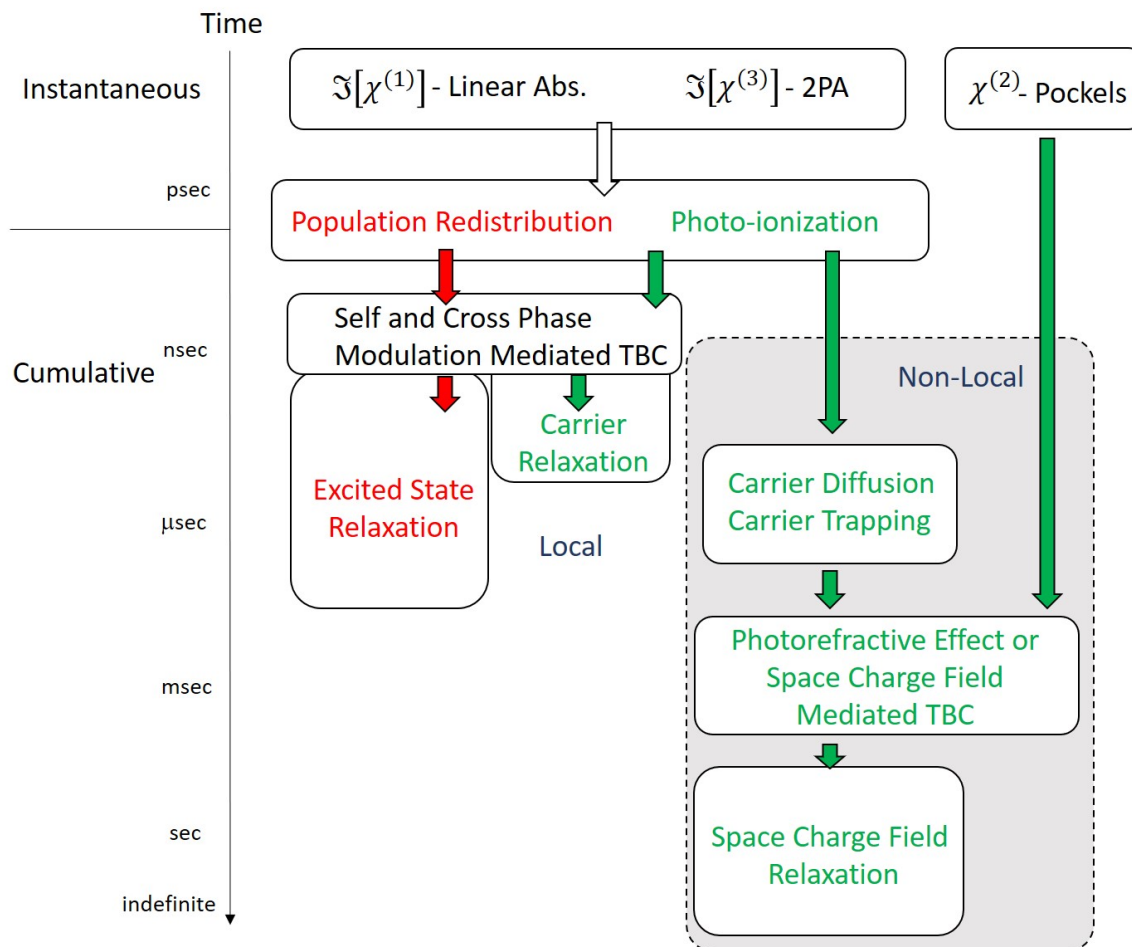 Time
Instantaneous
ℑ[χ^(1)] - Linear Abs.
ℑ[χ^(3)] - 2PA
χ^(2)- Pockels
psec
Population Redistribution
Photo-ionization
Self and Cross Phase
Modulation Mediated TBC
nsec
Cumulative
Non-Local
Carrier
Relaxation
Excited State
Relaxation
Carrier Diffusion
Carrier Trapping
μsec
Local
Photorefractive Effect or
Space Charge Field
Mediated TBC
msec
sec
Space Charge Field
Relaxation
indefinite